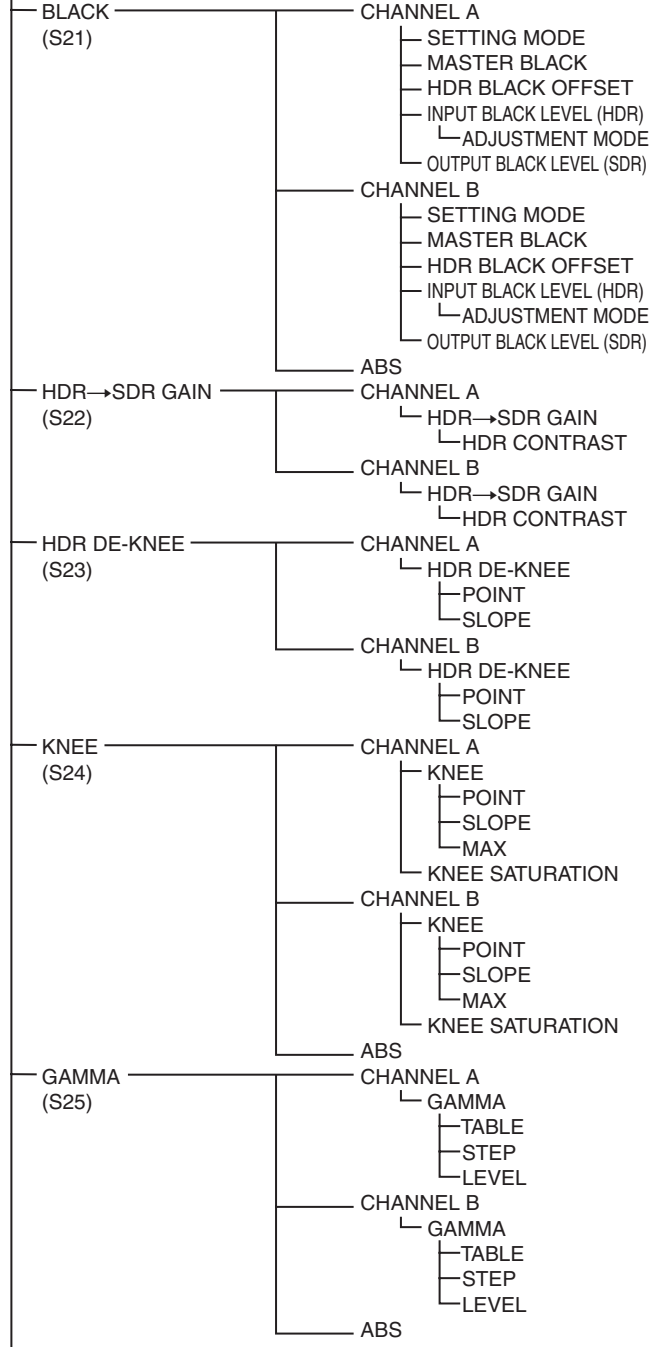 BLACK CHANNEL A
(S21) SETTING MODE
MASTER BLACK
HDR BLACK OFFSET
INPUT BLACK LEVEL (HDR)
ADJUSTMENT MODE
OUTPUT BLACK LEVEL (SDR)
CHANNEL B
SETTING MODE
MASTER BLACK
HDR BLACK OFFSET
INPUT BLACK LEVEL (HDR)
ADJUSTMENT MODE
OUTPUT BLACK LEVEL (SDR)
ABS
HDR→SDR GAIN CHANNEL A
(S22) HDR→SDR GAIN
HDR CONTRAST
CHANNEL B
HDR→SDR GAIN
HDR CONTRAST
HDR DE-KNEE CHANNEL A
(S23) HDR DE-KNEE
POINT
SLOPE
CHANNEL B
HDR DE-KNEE
POINT
SLOPE
KNEE CHANNEL A
(S24) KNEE
POINT
SLOPE
MAX
KNEE SATURATION
CHANNEL B
KNEE
POINT
SLOPE
MAX
KNEE SATURATION
ABS
GAMMA CHANNEL A
(S25) GAMMA
TABLE
STEP
LEVEL
CHANNEL B
GAMMA
TABLE
STEP
LEVEL
ABS